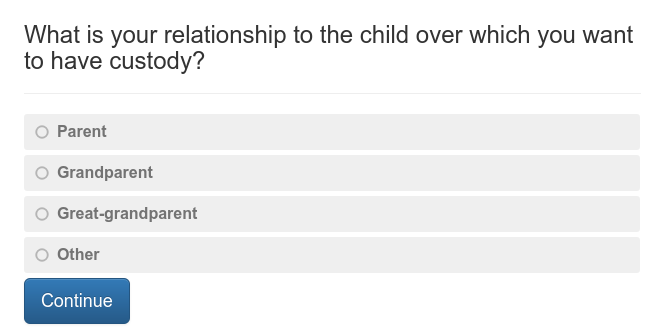 What is your relationship to the child over which you want
to have custody?
Parent
Grandparent
Great-grandparent
Other
Continue